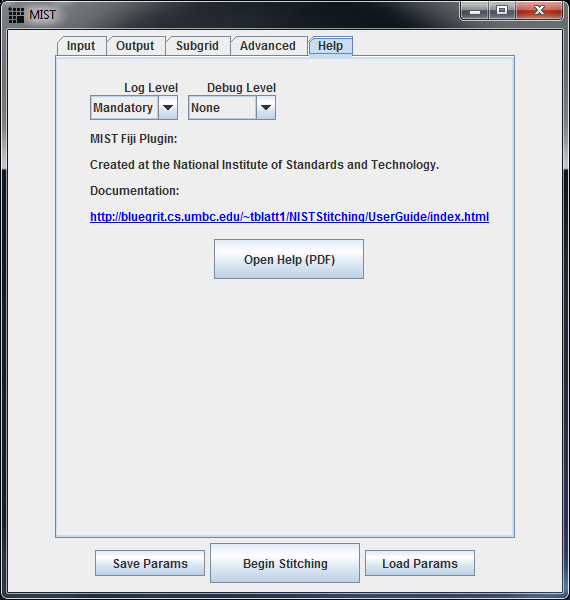 MIST
Input Output Subgrid Advanced Help
Log Level Debug Level
Mandatory None
MIST Fiji Plugin:
Created at the National Institute of Standards and Technology.
Documentation:
http://bluegrit.cs.umbc.edu/~tblatt1/NISTStitching/UserGuide/index.html
Open Help (PDF)
Save Params Begin Stitching Load Params